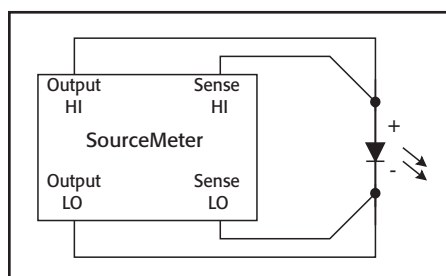 Output Sense
HI HI
SourceMeter
Output Sense
LO LO
+
-